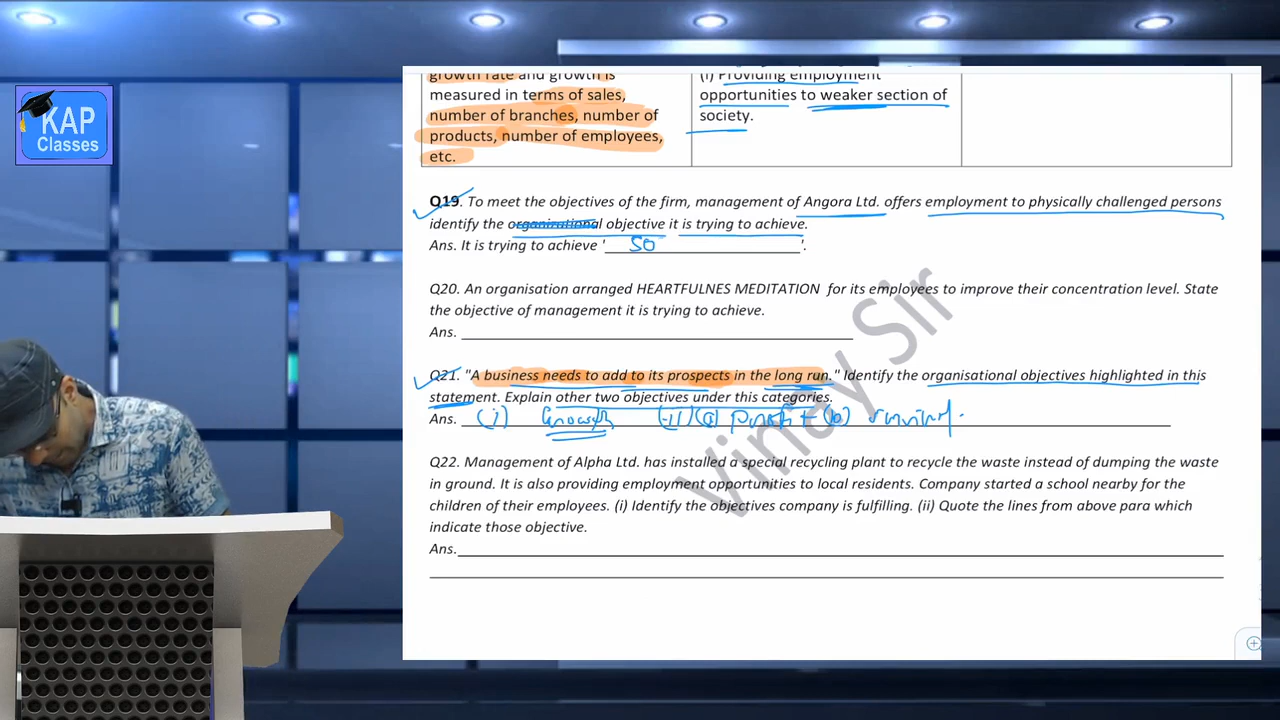 KAP
Classes
growth rate and growth is
measured in terms of sales,
number of branches, number of
products, number of employees,
etc.
(i) Providing employment
opportunities to weaker section of
society.
Q19. To meet the objectives of the firm, management of Angora Ltd. offers employment to physically challenged persons
identify the organizational objective it is trying to achieve.
Ans. It is trying to achieve ' SO '.
Q20. An organisation arranged HEARTFULNES MEDITATION for its employees to improve their concentration level. State
the objective of management it is trying to achieve.
Ans.
Q21. "A business needs to add to its prospects in the long run." Identify the organisational objectives highlighted in this
statement. Explain other two objectives under this categories.
Ans. (i) Growth (ii) (a) Profit + (b) survival.
Q22. Management of Alpha Ltd. has installed a special recycling plant to recycle the waste instead of dumping the waste
in ground. It is also providing employment opportunities to local residents. Company started a school nearby for the
children of their employees. (i) Identify the objectives company is fulfilling. (ii) Quote the lines from above para which
indicate those objective.
Ans.
Vinay Sir